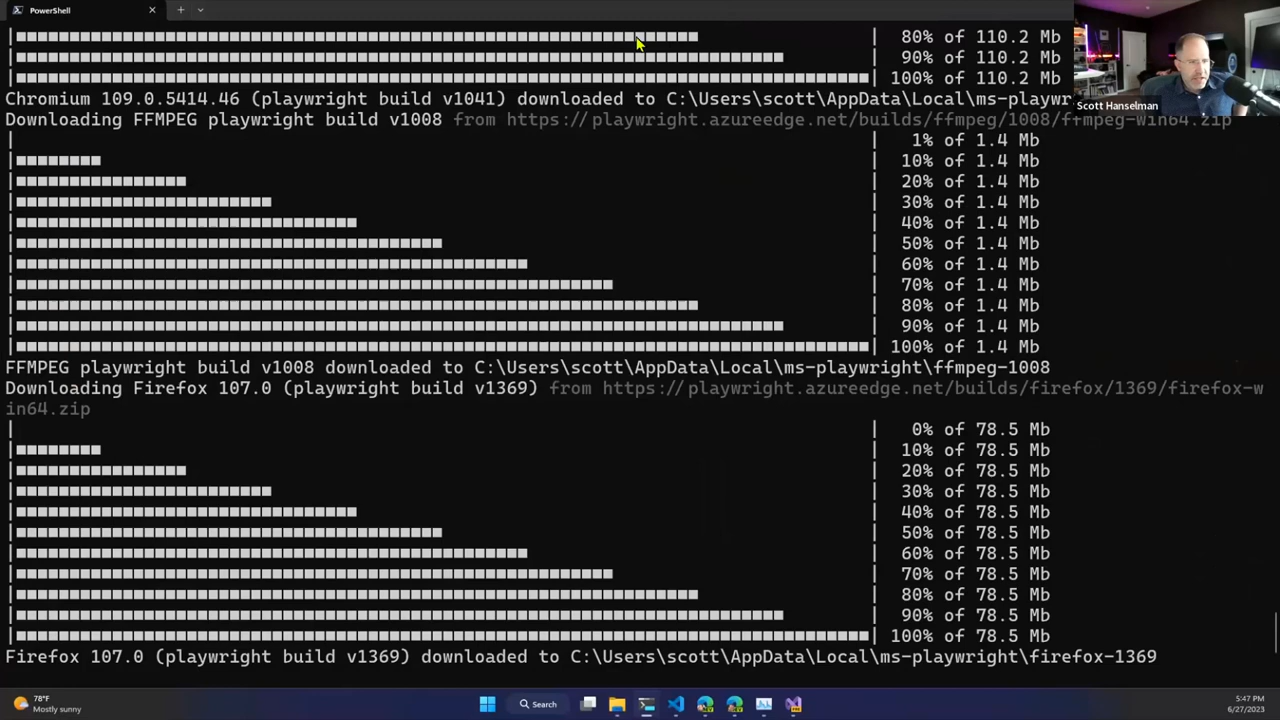 PowerShell
80% of 110.2 Mb
90% of 110.2 Mb
100% of 110.2 Mb
Chromium 109.0.5414.46 (playwright build v1041) downloaded to C:\Users\scott\AppData\Local\ms-playwr
Scott Hanselman
Downloading FFMPEG playwright build v1008 from https://playwright.azureedge.net/builds/ffmpeg/1008/ffmpeg-win64.zip
1% of 1.4 Mb
10% of 1.4 Mb
20% of 1.4 Mb
30% of 1.4 Mb
40% of 1.4 Mb
50% of 1.4 Mb
60% of 1.4 Mb
70% of 1.4 Mb
80% of 1.4 Mb
90% of 1.4 Mb
100% of 1.4 Mb
FFMPEG playwright build v1008 downloaded to C:\Users\scott\AppData\Local\ms-playwright\ffmpeg-1008
Downloading Firefox 107.0 (playwright build v1369) from https://playwright.azureedge.net/builds/firefox/1369/firefox-w
in64.zip
0% of 78.5 Mb
10% of 78.5 Mb
20% of 78.5 Mb
30% of 78.5 Mb
40% of 78.5 Mb
50% of 78.5 Mb
60% of 78.5 Mb
70% of 78.5 Mb
80% of 78.5 Mb
90% of 78.5 Mb
100% of 78.5 Mb
Firefox 107.0 (playwright build v1369) downloaded to C:\Users\scott\AppData\Local\ms-playwright\firefox-1369
78°F
Mostly sunny
Search
5:47 PM
6/27/2023